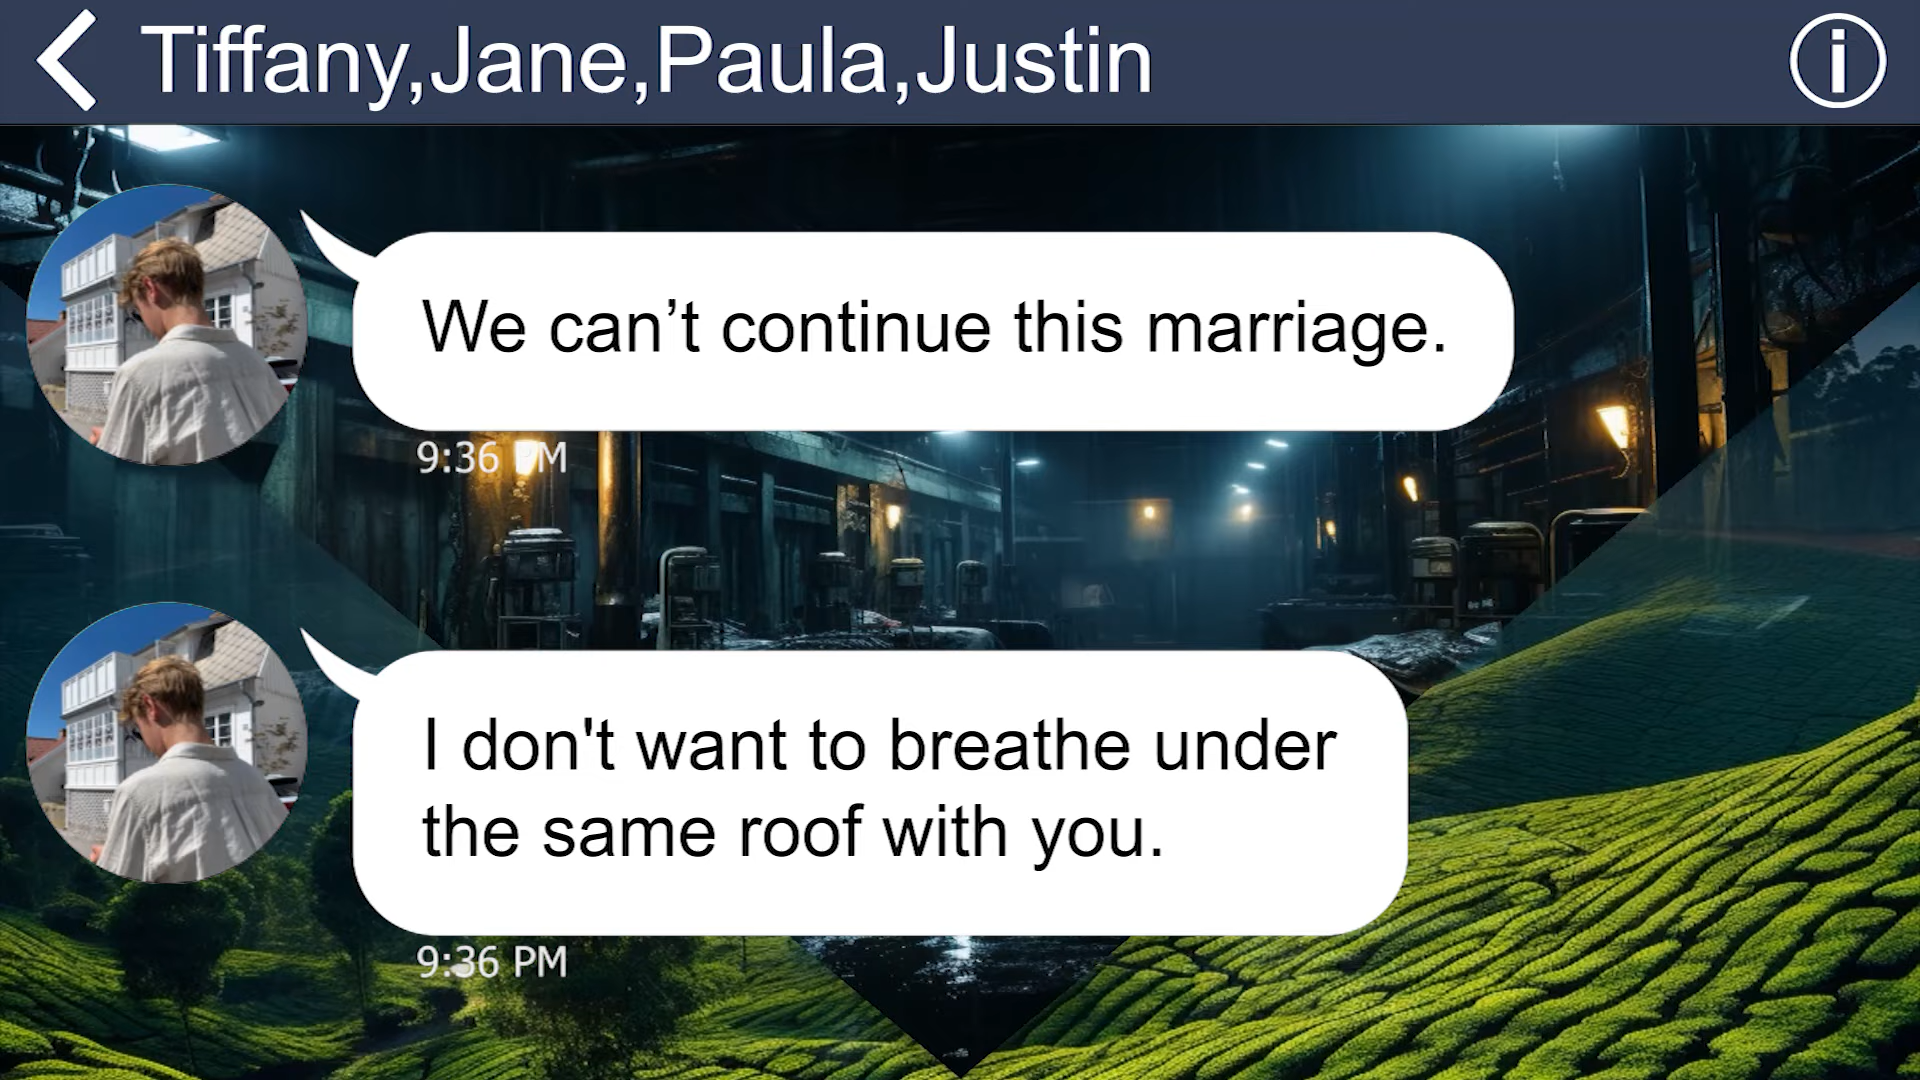 Tiffany,Jane,Paula,Justin
We can’t continue this marriage.
9:36 PM
I don't want to breathe under
the same roof with you.
9:36 PM